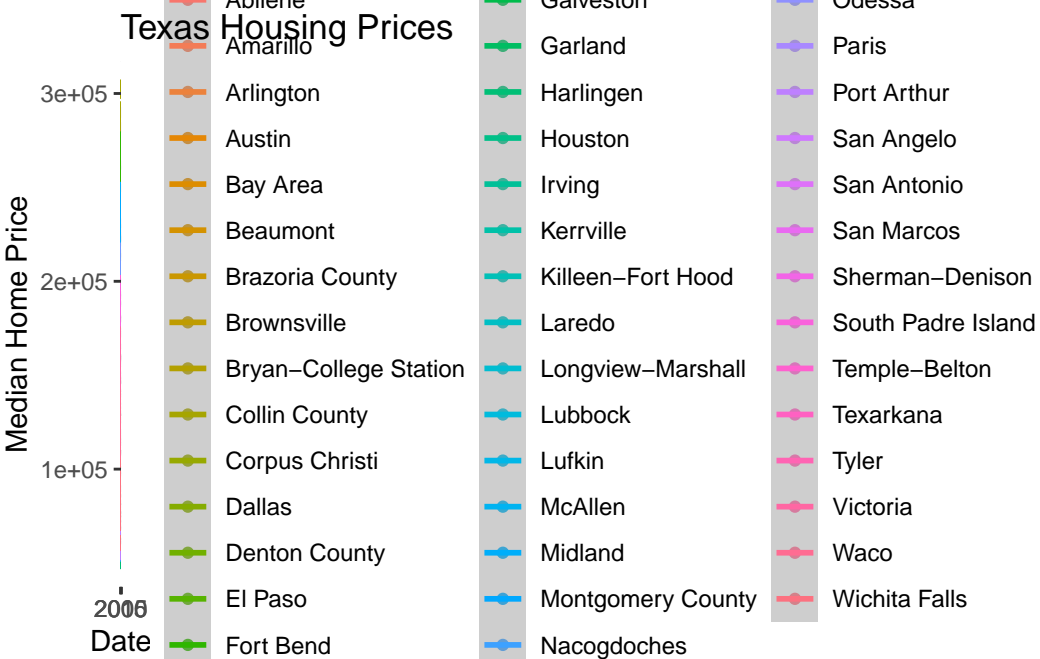 Texas Housing Prices
Median Home Price
3e+05
2e+05
1e+05
Date
Abilene
Amarillo
Arlington
Austin
Bay Area
Beaumont
Brazoria County
Brownsville
Bryan−College Station
Collin County
Corpus Christi
Dallas
Denton County
El Paso
Fort Bend
Galveston
Garland
Harlingen
Houston
Irving
Kerrville
Killeen−Fort Hood
Laredo
Longview−Marshall
Lubbock
Lufkin
McAllen
Midland
Montgomery County
Nacogdoches
Odessa
Paris
Port Arthur
San Angelo
San Antonio
San Marcos
Sherman−Denison
South Padre Island
Temple−Belton
Texarkana
Tyler
Victoria
Waco
Wichita Falls